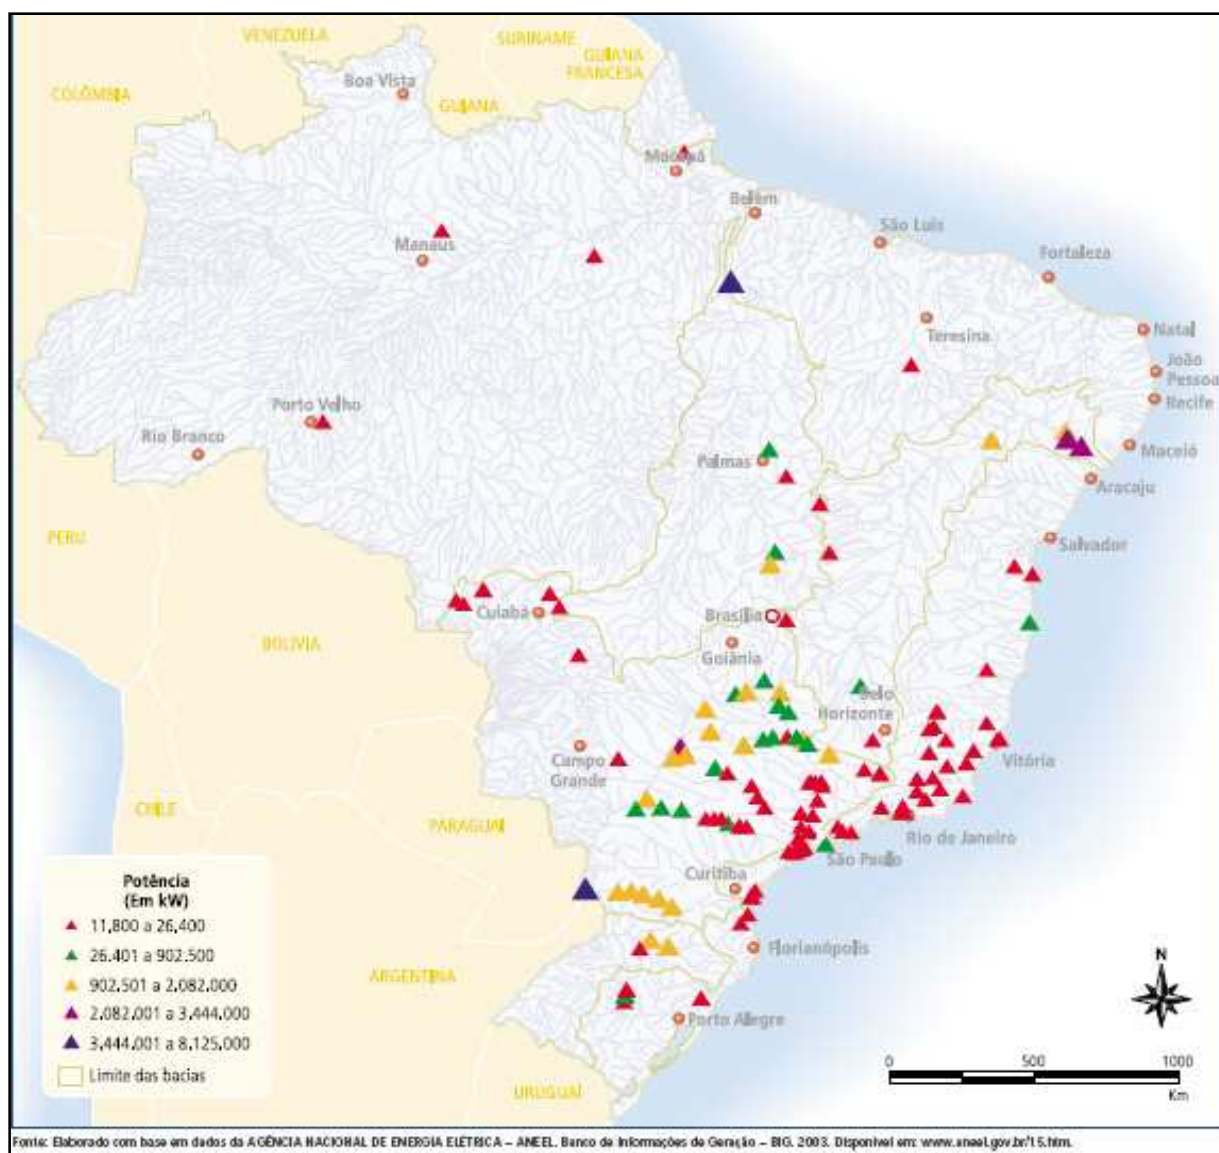 VENEZUELA
SURINAME
GUIANA
FRANCESA
COLÔMBIA
Boa Vista
GUIANA
Macapá
Belém
São Luís
Fortaleza
Manaus
Teresina
Natal
João
Pessoa
Recife
Porto Velho
Rio Branco
Palmas
Maceió
Aracaju
PERU
Salvador
Cuiabá
Brasília
BOLÍVIA
Goiânia
Belo
Horizonte
Campo
Grande
Vitória
CHILE
PARAGUAI
Rio de Janeiro
São Paulo
Curitiba
Florianópolis
ARGENTINA
Porto Alegre
URUGUAI
Potência
(Em kW)
11,800 a 26,400
26,401 a 902,500
902,501 a 2,082,000
2,082,001 a 3,444,000
3,444,001 a 8,125,000
Limite das bacias
N
0 500 1000
Km
Fonte: Elaborado com base em dados da AGÊNCIA NACIONAL DE ENERGIA ELÉTRICA – ANEEL. Banco de Informações de Geração – BIG. 2003. Disponível em: www.aneel.gov.br/15.htm.